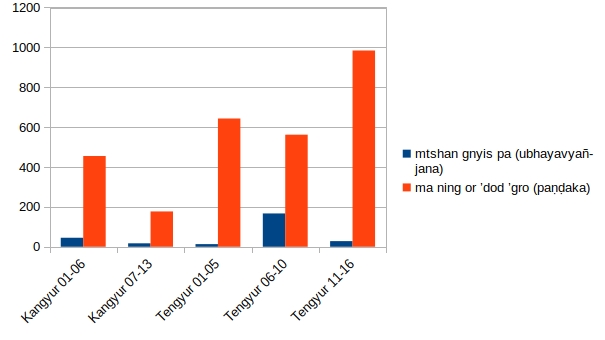 1200
1000
800
600
400
200
0
Kangyur 01-06
Kangyur 07-13
Tengyur 01-05
Tengyur 06-10
Tengyur 11-16
mtshan gnyis pa (ubhayavyañ-
jana)
ma ning or 'dod 'gro (paṇḍaka)